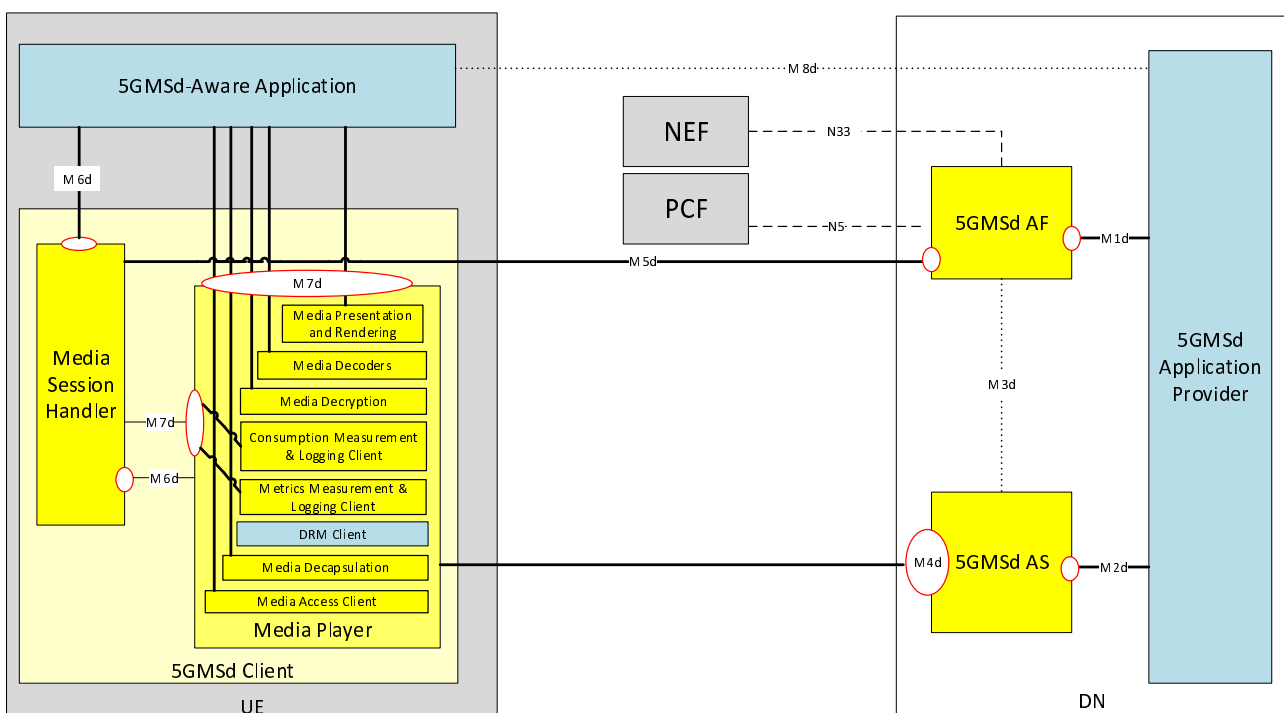 5GMSd-Aware Application
M8d
NEF
N33
PCF
N5
5GMSd AF
M1d
M6d
M5d
M7d
Media Presentation
and Rendering
Media Decoders
Media Decryption
Consumption Measurement
& Logging Client
Metrics Measurement &
Logging Client
DRM Client
Media Decapsulation
Media Access Client
Media Player
Media
Session
Handler
M7d
M6d
5GMSd Client
UE
M3d
M4d
5GMSd AS
M2d
5GMSd
Application
Provider
DN